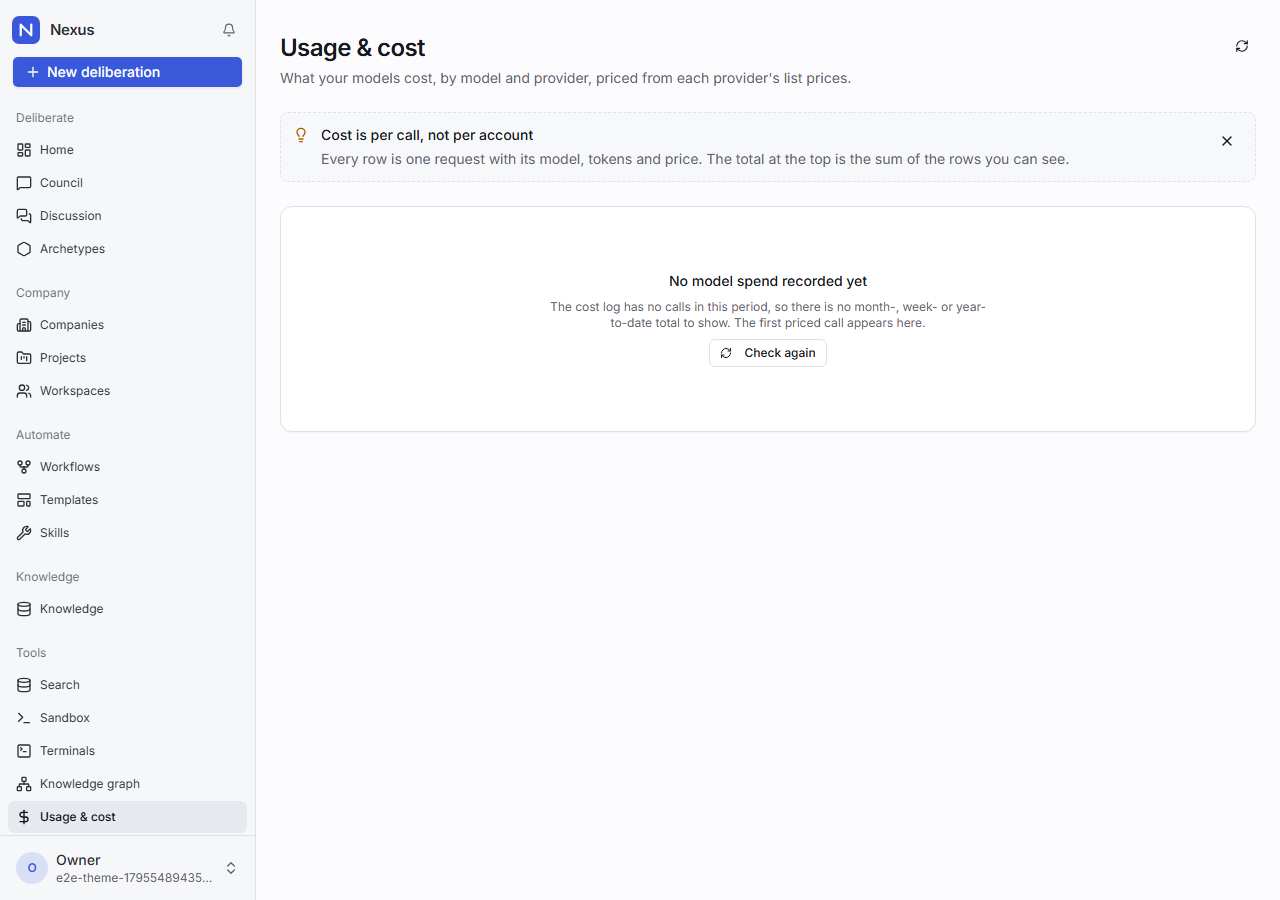 Nexus
New deliberation
Deliberate
Home
Council
Discussion
Archetypes
Company
Companies
Projects
Workspaces
Automate
Workflows
Templates
Skills
Knowledge
Knowledge
Tools
Search
Sandbox
Terminals
Knowledge graph
Usage & cost
O
Owner
e2e-theme-17955489435...
Usage & cost
What your models cost, by model and provider, priced from each provider's list prices.
Cost is per call, not per account
Every row is one request with its model, tokens and price. The total at the top is the sum of the rows you can see.
No model spend recorded yet
The cost log has no calls in this period, so there is no month-, week- or year-
to-date total to show. The first priced call appears here.
Check again